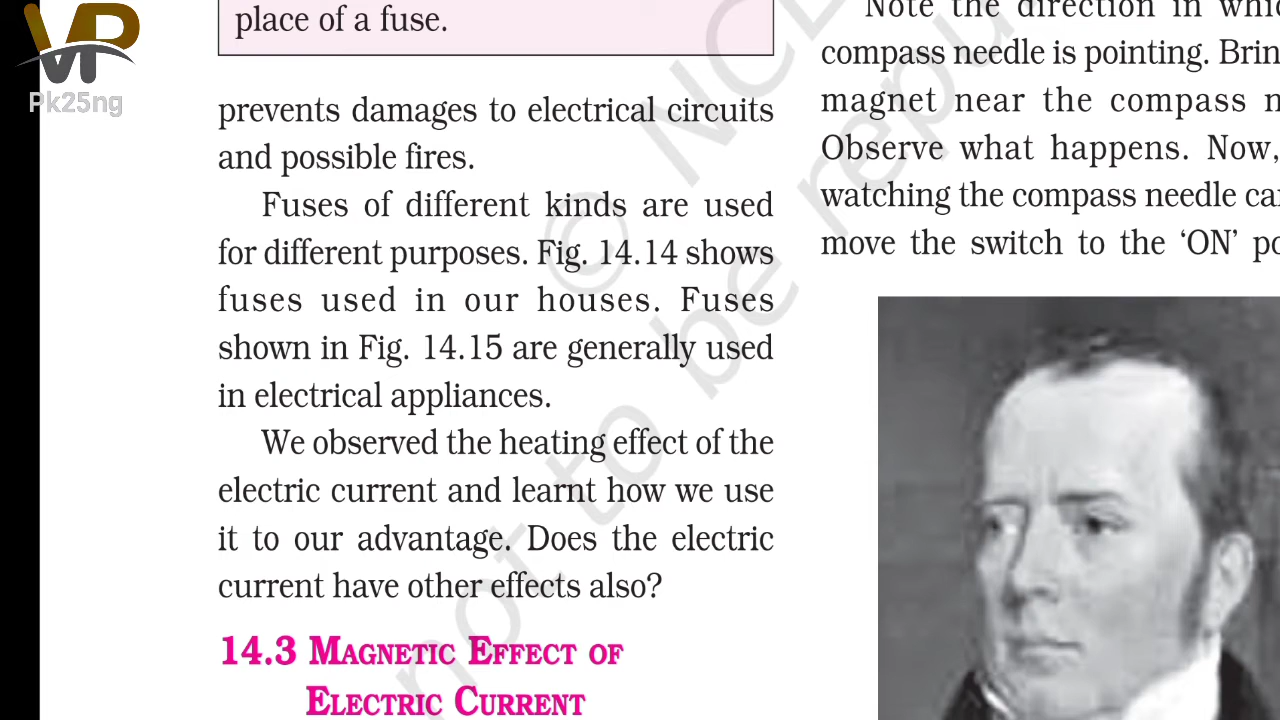 VP
Pk25ng
place of a fuse.
prevents damages to electrical circuits
and possible fires.
Fuses of different kinds are used
for different purposes. Fig. 14.14 shows
fuses used in our houses. Fuses
shown in Fig. 14.15 are generally used
in electrical appliances.
We observed the heating effect of the
electric current and learnt how we use
it to our advantage. Does the electric
current have other effects also?
14.3 MAGNETIC EFFECT OF
ELECTRIC CURRENT
Note the direction in
compass needle is pointing.
magnet near the compass
Observe what happens. Now,
watching the compass needle
move the switch to the ‘ON’
©
not to be